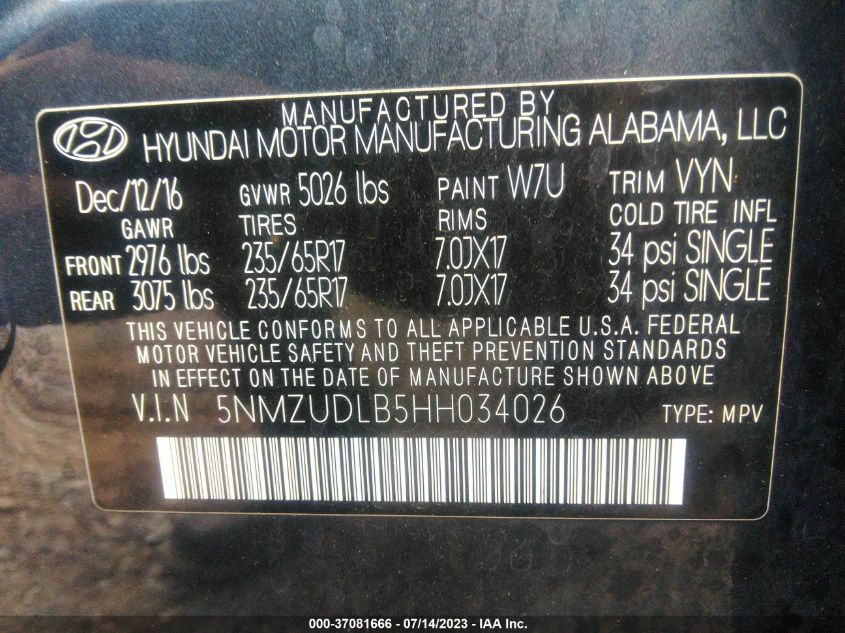 MANUFACTURED BY
HYUNDAI MOTOR MANUFACTURING ALABAMA, LLC
Dec/12/16 GVWR 5026 lbs PAINT W7U TRIM VYN
GAWR TIRES RIMS COLD TIRE INFL
FRONT 2976 lbs 235/65R17 7.0JX17 34 psi SINGLE
REAR 3075 lbs 235/65R17 7.0JX17 34 psi SINGLE
THIS VEHICLE CONFORMS TO ALL APPLICABLE U.S.A. FEDERAL
MOTOR VEHICLE SAFETY AND THEFT PREVENTION STANDARDS
IN EFFECT ON THE DATE OF MANUFACTURE SHOWN ABOVE
V.I.N 5NMZUDLB5HH034026 TYPE: MPV
000-37081666 - 07/14/2023 - IAA Inc.